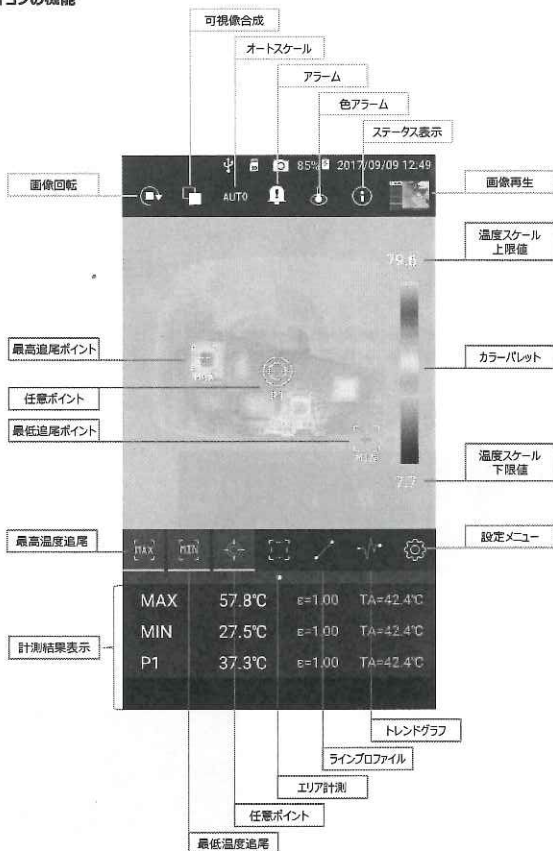 コンの機能
可視像合成
オートスケール
アラーム
色アラーム
ステータス表示
85% 2017/09/09 12:49
画像回転
AUTO
画像再生
温度スケール
上限値
79.6
最高追尾ポイント
カラーパレット
任意ポイント
P1
最低追尾ポイント
MIN
温度スケール
下限値
7.7
最高温度追尾
MAX
MIN
設定メニュー
MAX 57.8℃ ε=1.00 TA=42.4℃
MIN 27.5℃ ε=1.00 TA=42.4℃
計測結果表示
P1 37.3℃ ε=1.00 TA=42.4℃
トレンドグラフ
ラインプロファイル
エリア計測
任意ポイント
最低温度追尾